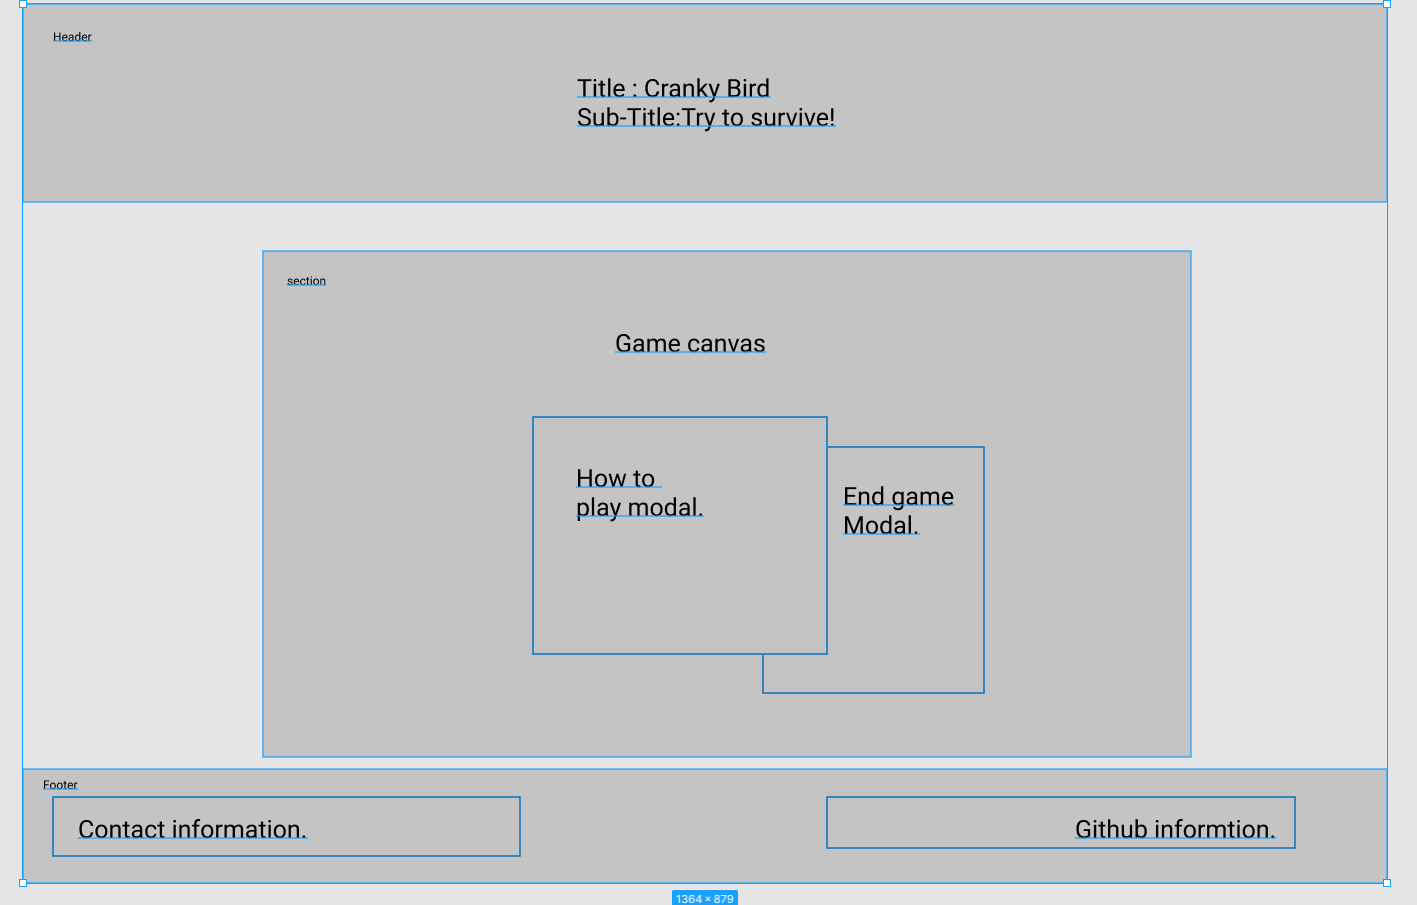 Header
Title : Cranky Bird
Sub-Title:Try to survive!
section
Game canvas
How to
play modal.
End game
Modal.
Footer
Contact information.
Github informtion.
1364 × 879